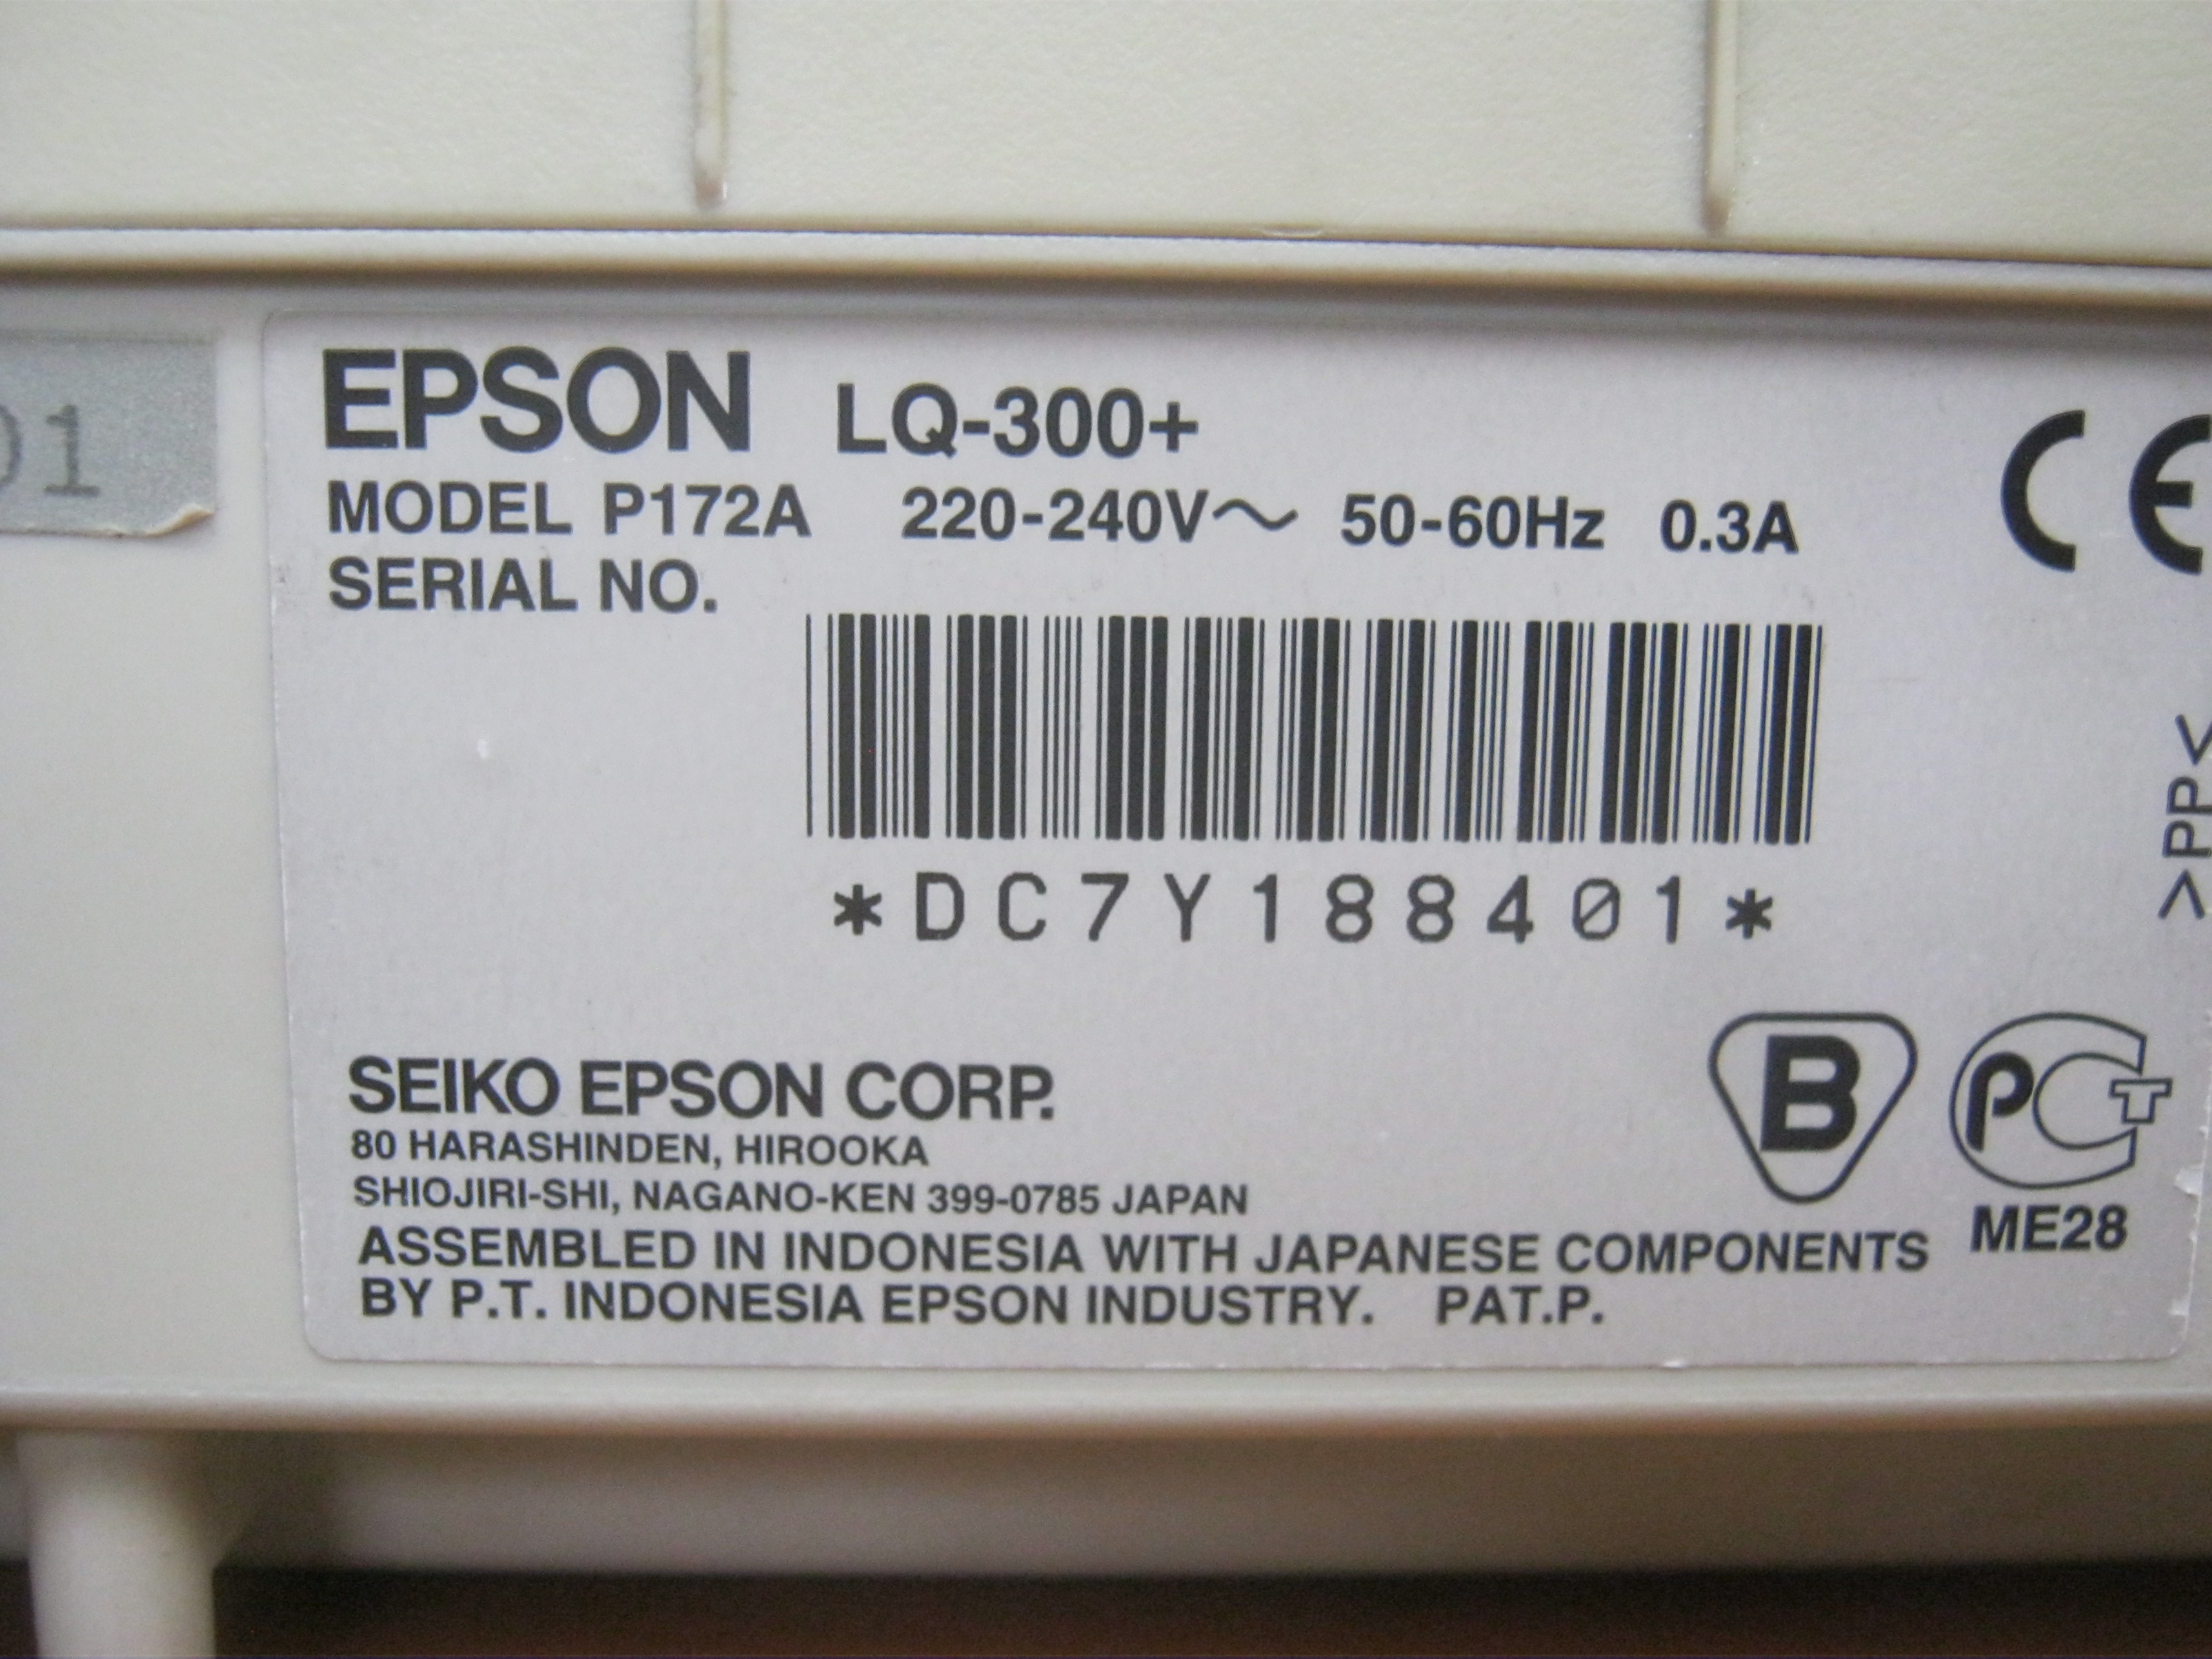 EPSON LQ-300+
MODEL P172A 220-240V~ 50-60Hz 0.3A
SERIAL NO.
*DC7Y188401*
>PP<
SEIKO EPSON CORP.
80 HARASHINDEN, HIROOKA
SHIOJIRI-SHI, NAGANO-KEN 399-0785 JAPAN
ASSEMBLED IN INDONESIA WITH JAPANESE COMPONENTS
BY P.T. INDONESIA EPSON INDUSTRY. PAT.P.
CE
B
PCT
ME28
01